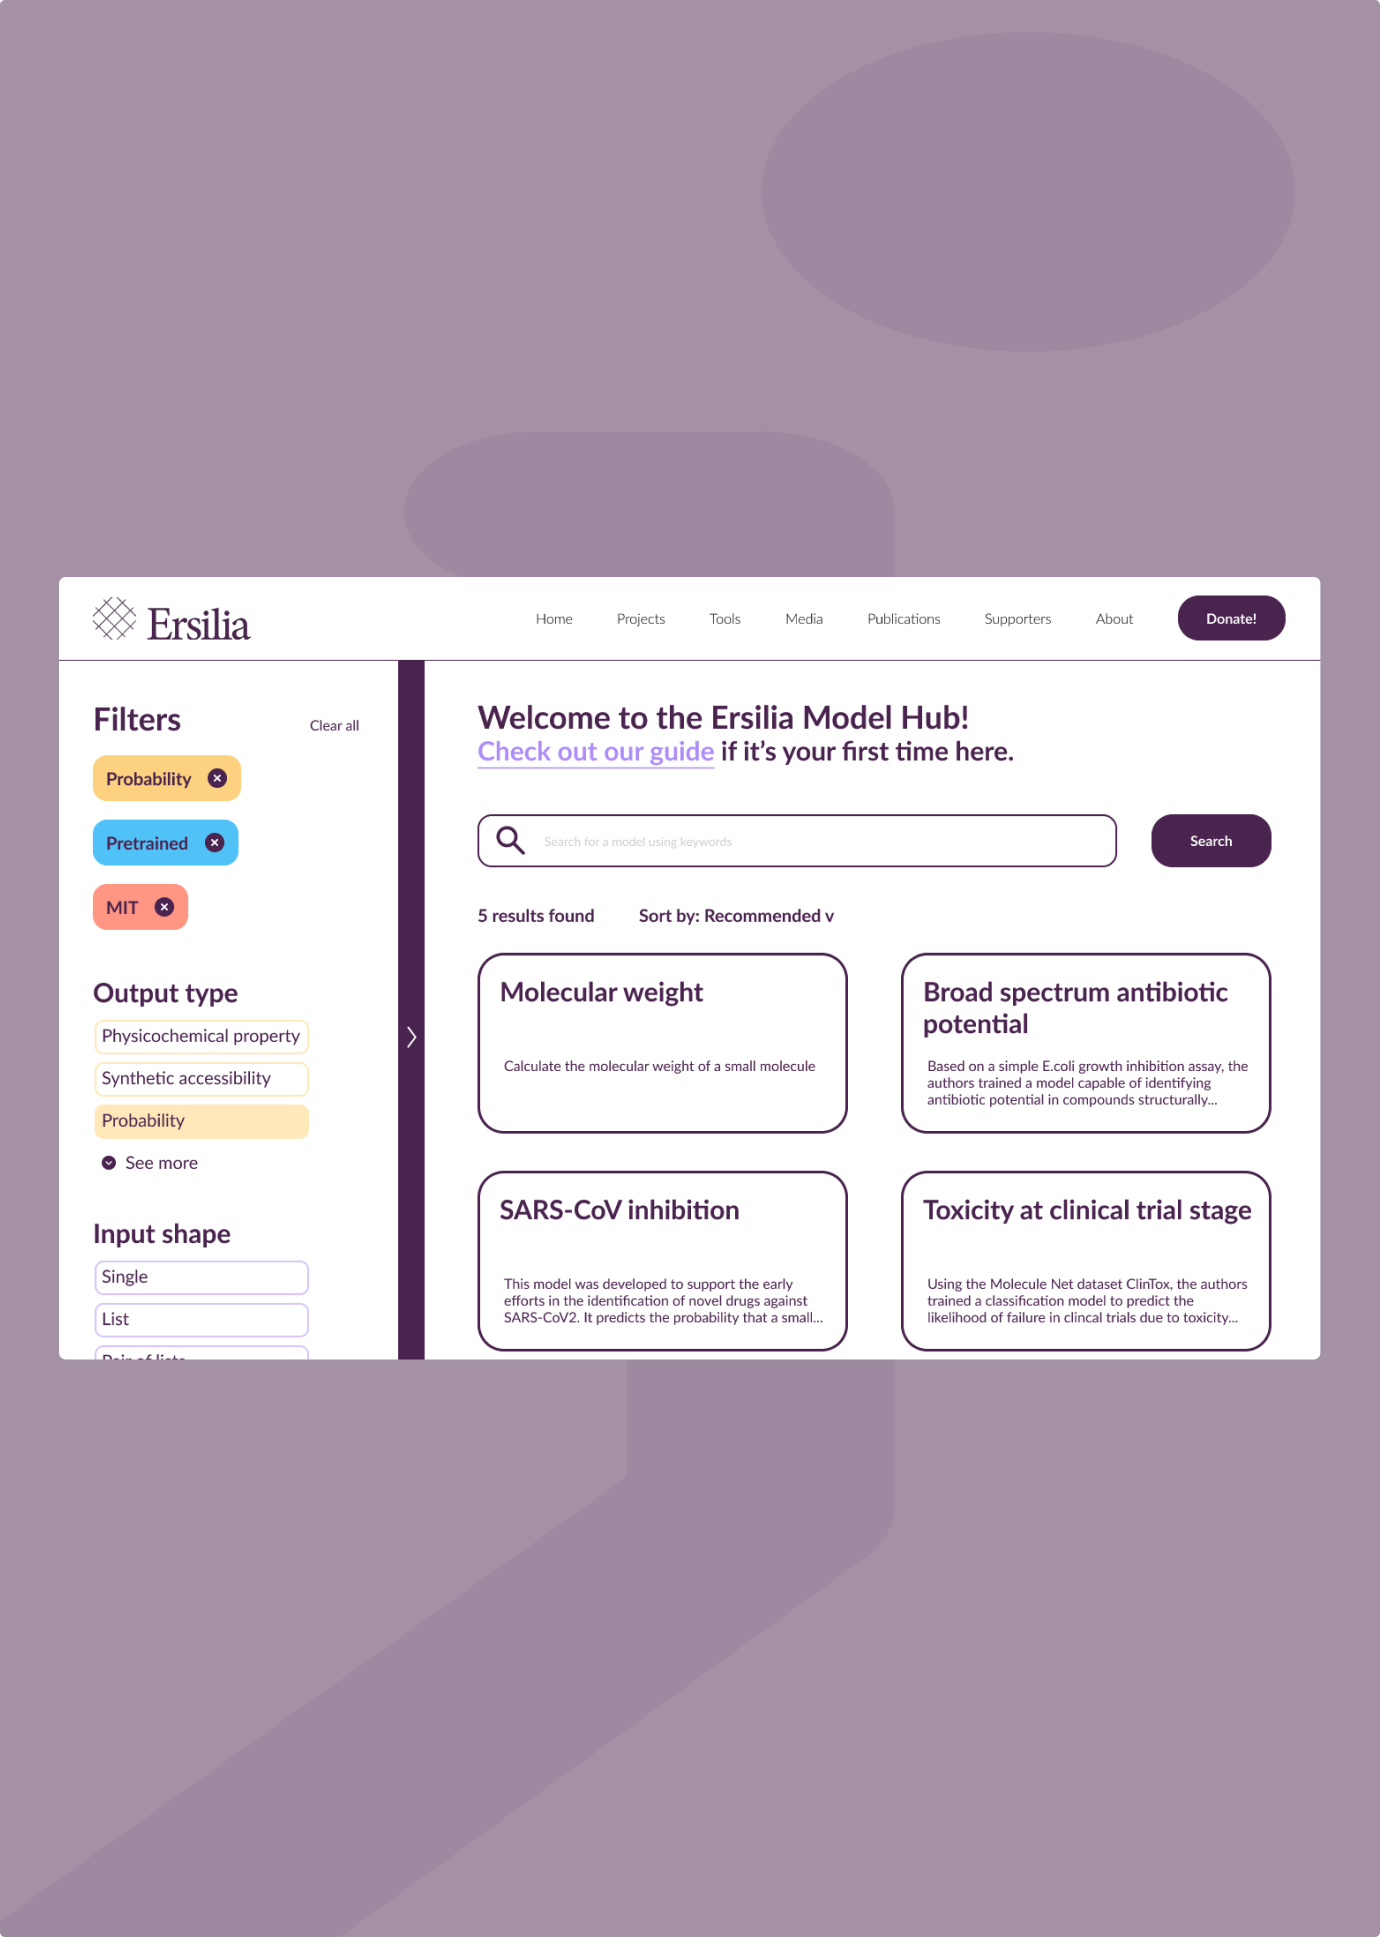 Ersilia
Home Projects Tools Media Publications Supporters About Donate!
Filters
Clear all
Probability
Pretrained
MIT
Output type
Physicochemical property
Synthetic accessibility
Probability
See more
Input shape
Single
List
Pair of lists
Welcome to the Ersilia Model Hub!
Check out our guide if it's your first time here.
Search for a model using keywords
Search
5 results found Sort by: Recommended v
Molecular weight
Calculate the molecular weight of a small molecule
Broad spectrum antibiotic
potential
Based on a simple E.coli growth inhibition assay, the
authors trained a model capable of identifying
antibiotic potential in compounds structurally...
SARS-CoV inhibition
This model was developed to support the early
efforts in the identification of novel drugs against
SARS-CoV2. It predicts the probability that a small...
Toxicity at clinical trial stage
Using the Molecule Net dataset ClinTox, the authors
trained a classification model to predict the
likelihood of failure in clincal trials due to toxicity...